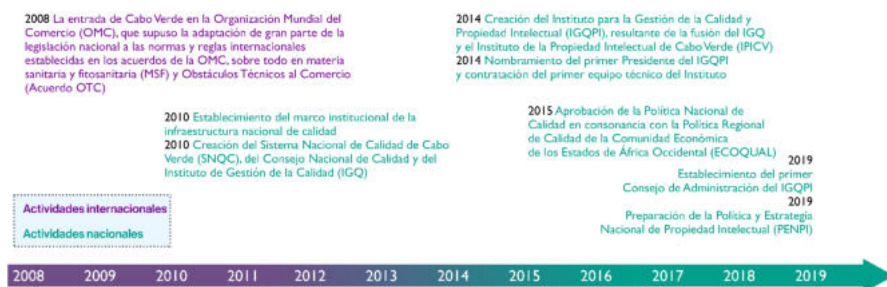 2008 La entrada de Cabo Verde en la Organización Mundial del
Comercio (OMC), que supuso la adaptación de gran parte de la
legislación nacional a las normas y reglas internacionales
establecidas en los acuerdos de la OMC, sobre todo en materia
sanitaria y fitosanitaria (MSF) y Obstáculos Técnicos al Comercio
(Acuerdo OTC)
2010 Establecimiento del marco institucional de la
infraestructura nacional de calidad
2010 Creación del Sistema Nacional de Calidad de Cabo
Verde (SNQC), del Consejo Nacional de Calidad y del
Instituto de Gestión de la Calidad (IGQ)
2014 Creación del Instituto para la Gestión de la Calidad y
Propiedad Intelectual (IGQPI), resultante de la fusión del IGQ
y el Instituto de la Propiedad Intelectual de Cabo Verde (IPICV)
2014 Nombramiento del primer Presidente del IGQPI
y contratación del primer equipo técnico del Instituto
2015 Aprobación de la Política Nacional de
Calidad en consonancia con la Política Regional
de Calidad de la Comunidad Económica
de los Estados de África Occidental (ECOQUAL)
2019
Establecimiento del primer
Consejo de Administración del IGQPI
2019
Preparación de la Política y Estrategia
Nacional de Propiedad Intelectual (PENPI)
Actividades internacionales
Actividades nacionales
2008 2009 2010 2011 2012 2013 2014 2015 2016 2017 2018 2019